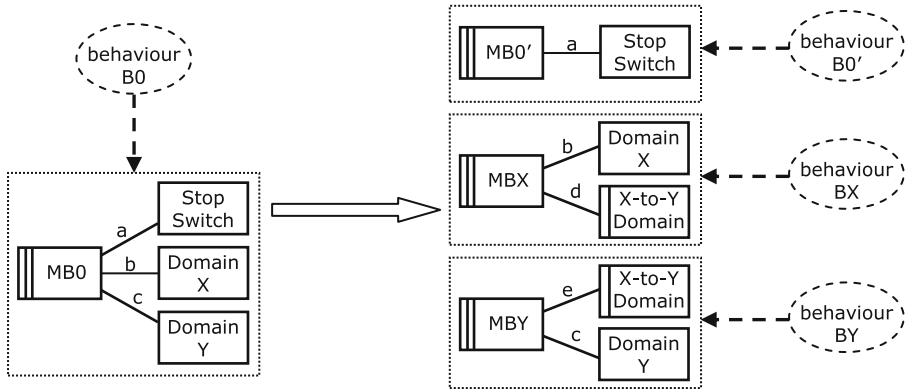 behaviour
B0
MB0
a
b
c
Stop
Switch
Domain
X
Domain
Y
MB0'
a
Stop
Switch
behaviour
B0'
MBX
b
d
Domain
X
X-to-Y
Domain
behaviour
BX
MBY
e
c
X-to-Y
Domain
Domain
Y
behaviour
BY